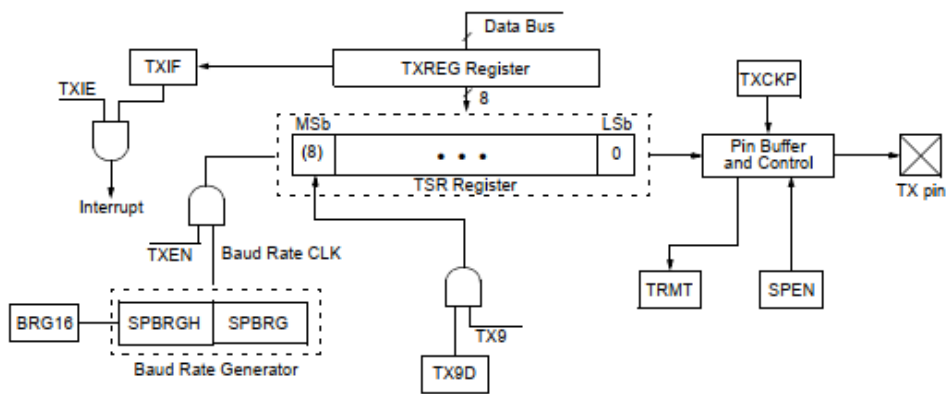 Data Bus
TXIF
TXREG Register
TXIE
8
TXCKP
MSb
LSb
(8)
• • •
0
Pin Buffer
and Control
TSR Register
TX pin
Interrupt
TXEN
Baud Rate CLK
TRMT
SPEN
BRG16
SPBRGH
SPBRG
TX9
Baud Rate Generator
TX9D